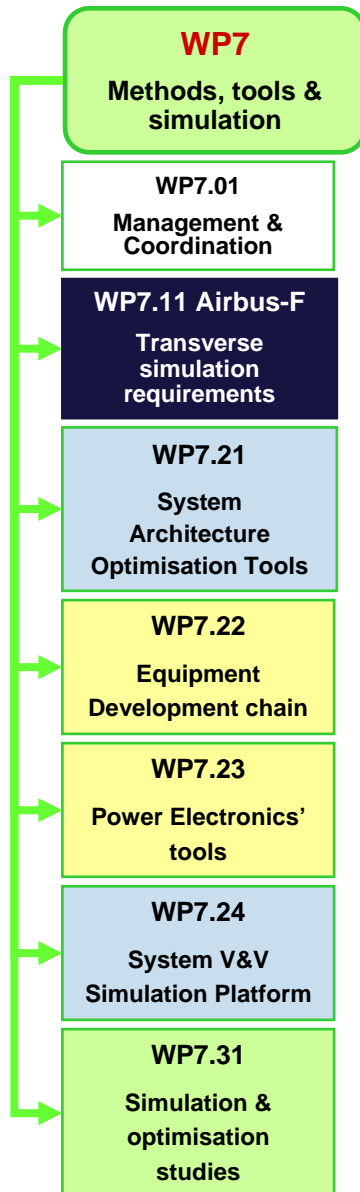 WP7
Methods, tools &
simulation
WP7.01
Management &
Coordination
WP7.11 Airbus-F
Transverse
simulation
requirements
WP7.21
System
Architecture
Optimisation Tools
WP7.22
Equipment
Development chain
WP7.23
Power Electronics’
tools
WP7.24
System V&V
Simulation Platform
WP7.31
Simulation &
optimisation
studies